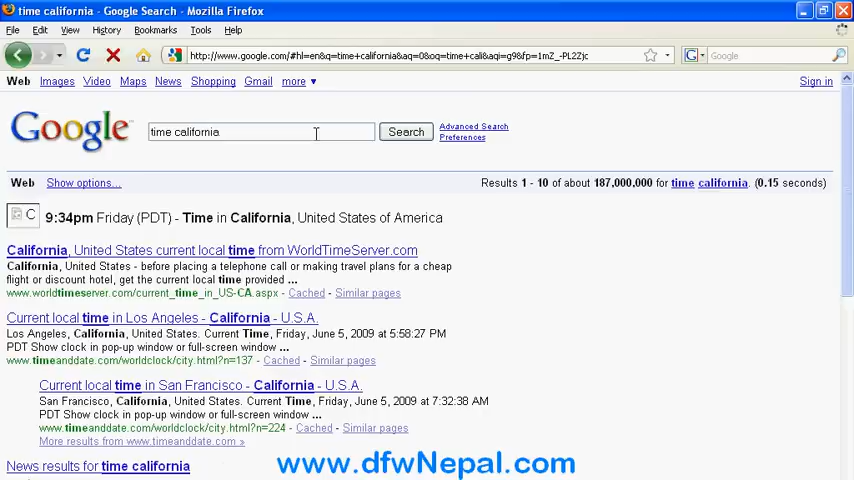 time california - Google Search - Mozilla Firefox
File Edit View History Bookmarks Tools Help
http://www.google.com/#hl=en&q=time+california&aq=0&oq=time+cali&aqi=g9&fp=1mZ_-PL2Zjc
Google
Web Images Video Maps News Shopping Gmail more ▼ Sign in
Google time california Search Advanced Search
Preferences
Web Show options... Results 1 - 10 of about 187,000,000 for time california. (0.15 seconds)
C 9:34pm Friday (PDT) - Time in California, United States of America
California, United States current local time from WorldTimeServer.com
California, United States - before placing a telephone call or making travel plans for a cheap
flight or discount hotel, get the current local time provided ...
www.worldtimeserver.com/current_time_in_US-CA.aspx - Cached - Similar pages
Current local time in Los Angeles - California - U.S.A.
Los Angeles, California, United States. Current Time, Friday, June 5, 2009 at 5:58:27 PM
PDT Show clock in pop-up window or full-screen window ...
www.timeanddate.com/worldclock/city.html?n=137 - Cached - Similar pages
Current local time in San Francisco - California - U.S.A.
San Francisco, California, United States. Current Time, Friday, June 5, 2009 at 7:32:38 AM
PDT Show clock in pop-up window or full-screen window ...
www.timeanddate.com/worldclock/city.html?n=224 - Cached - Similar pages
More results from www.timeanddate.com »
News results for time california
www.dfwNepal.com